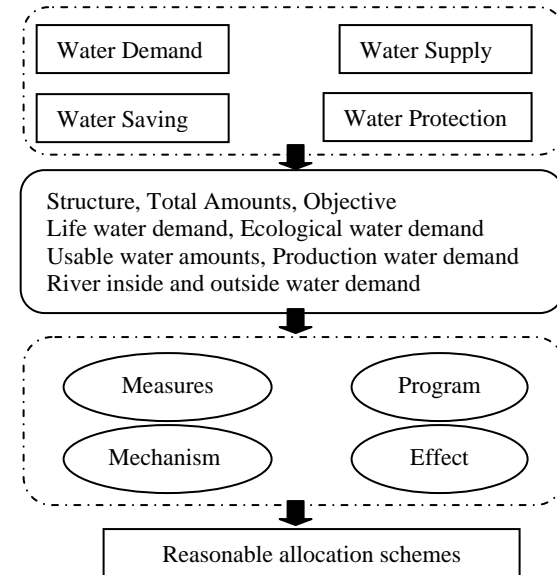 Water Demand
Water Supply
Water Saving
Water Protection
Structure, Total Amounts, Objective
Life water demand, Ecological water demand
Usable water amounts, Production water demand
River inside and outside water demand
Measures
Program
Mechanism
Effect
Reasonable allocation schemes